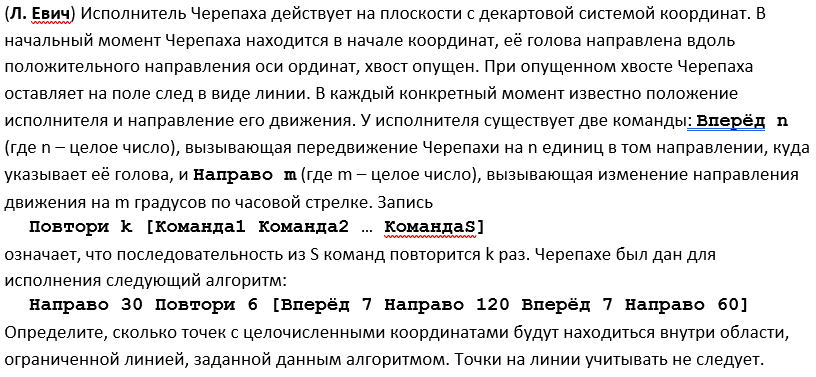 (Л. Евич) Исполнитель Черепаха действует на плоскости с декартовой системой координат. В
начальный момент Черепаха находится в начале координат, её голова направлена вдоль
положительного направления оси ординат, хвост опущен. При опущенном хвосте Черепаха
оставляет на поле след в виде линии. В каждый конкретный момент известно положение
исполнителя и направление его движения. У исполнителя существует две команды: Вперёд n
(где n – целое число), вызывающая передвижение Черепахи на n единиц в том направлении, куда
указывает её голова, и Направо m (где m – целое число), вызывающая изменение направления
движения на m градусов по часовой стрелке. Запись
Повтори k [Команда1 Команда2 … КомандаS]
означает, что последовательность из S команд повторится k раз. Черепахе был дан для
исполнения следующий алгоритм:
Направо 30 Повтори 6 [Вперёд 7 Направо 120 Вперёд 7 Направо 60]
Определите, сколько точек с целочисленными координатами будут находиться внутри области,
ограниченной линией, заданной данным алгоритмом. Точки на линии учитывать не следует.